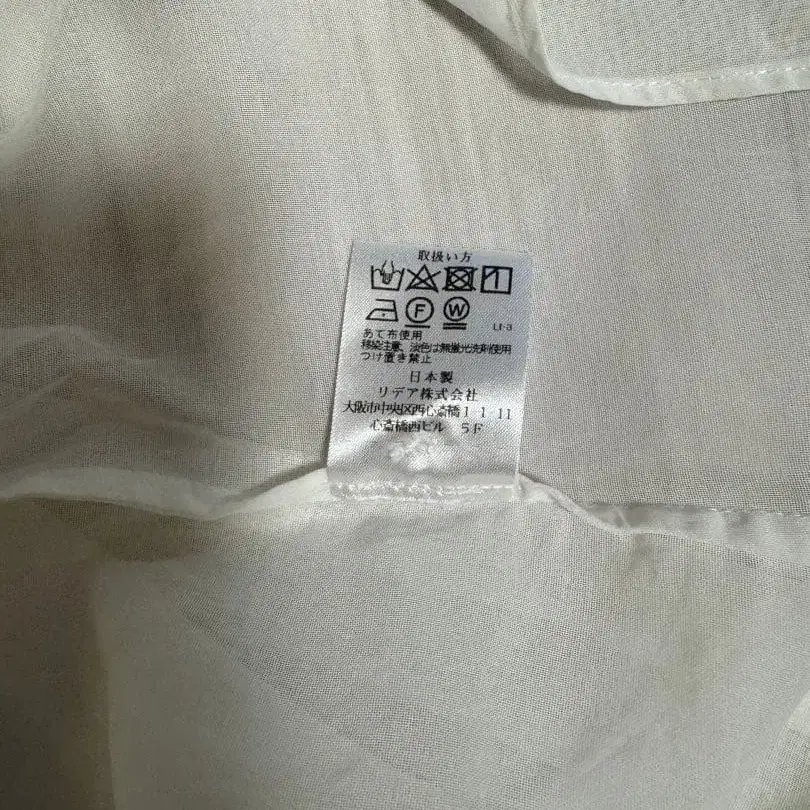 取扱い方
F W
LI-3
あて布使用
移染注意、淡色は無蛍光洗剤使用
つけ置き禁止
日本製
リデア株式会社
大阪市中央区西心斎橋1 1 11
心斎橋西ビル 5F